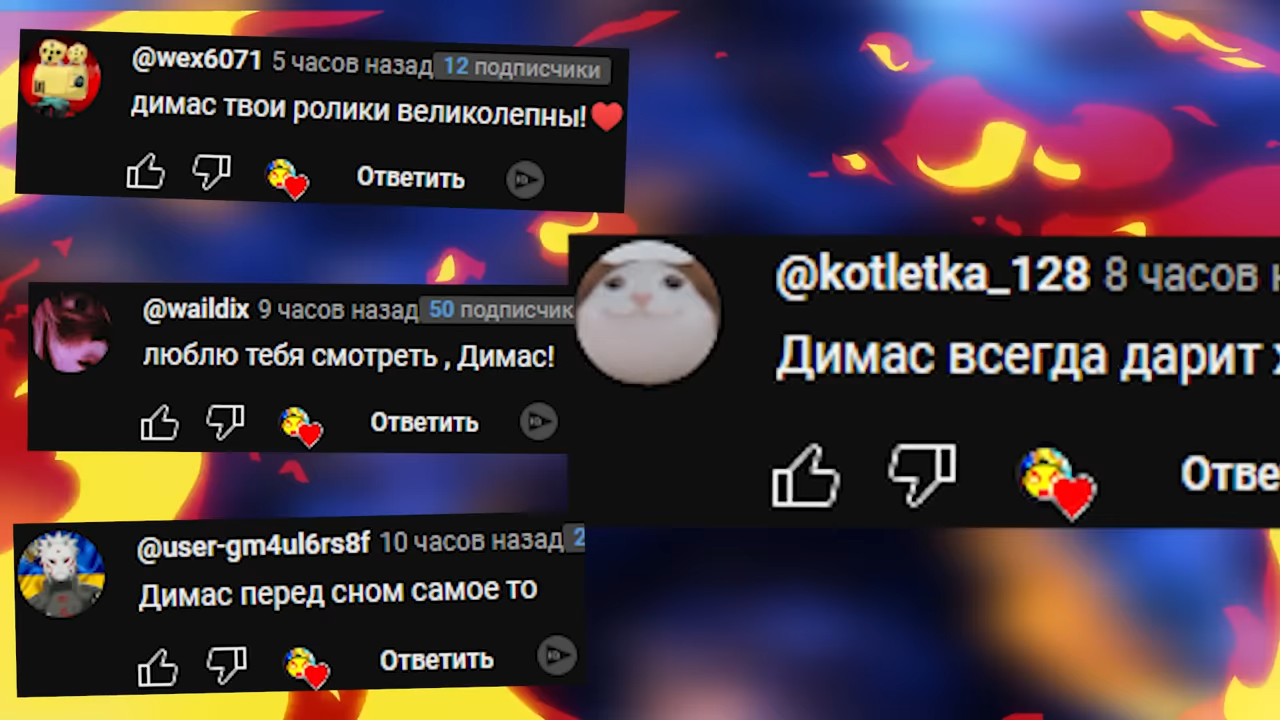 @wex6071 5 часов назад 12 подписчики
димас твои ролики великолепны!❤️
Ответить
@waildix 9 часов назад 50 подписчик
люблю тебя смотреть , Димас!
Ответить
@user-gm4ul6rs8f 10 часов назад 2
Димас перед сном самое то
Ответить
@kotletka_128 8 часов н
Димас всегда дарит
Отве